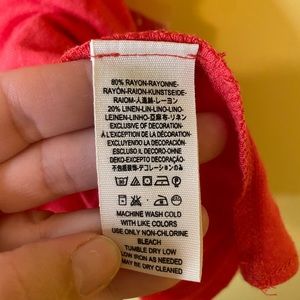 80% RAYON-RAYONNE-
RAYÓN-RAION-KUNSTSEIDE-
RAIOM-人造絲-レーヨン
20% LINEN-LIN-LINO-LINO-
LEINEN-LINHO-亞麻布-リネン
EXCLUSIVE OF DECORATION-
À L'EXCEPTION DE LA DÉCORATION-
EXCLUYENDO LA DECORACIÓN
ESCLUSO IL DECORO-OHNE
DEKO-EXCEPTO DECORAÇÃO-
不包括裝飾-デコレーションのみ
MACHINE WASH COLD
WITH LIKE COLORS
USE ONLY NON-CHLORINE
BLEACH
TUMBLE DRY LOW
LOW IRON AS NEEDED
MAY BE DRY CLEANED